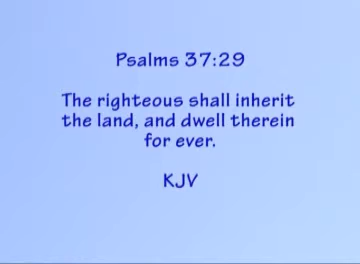 Psalms 37:29
The righteous shall inherit
the land, and dwell therein
for ever.
KJV